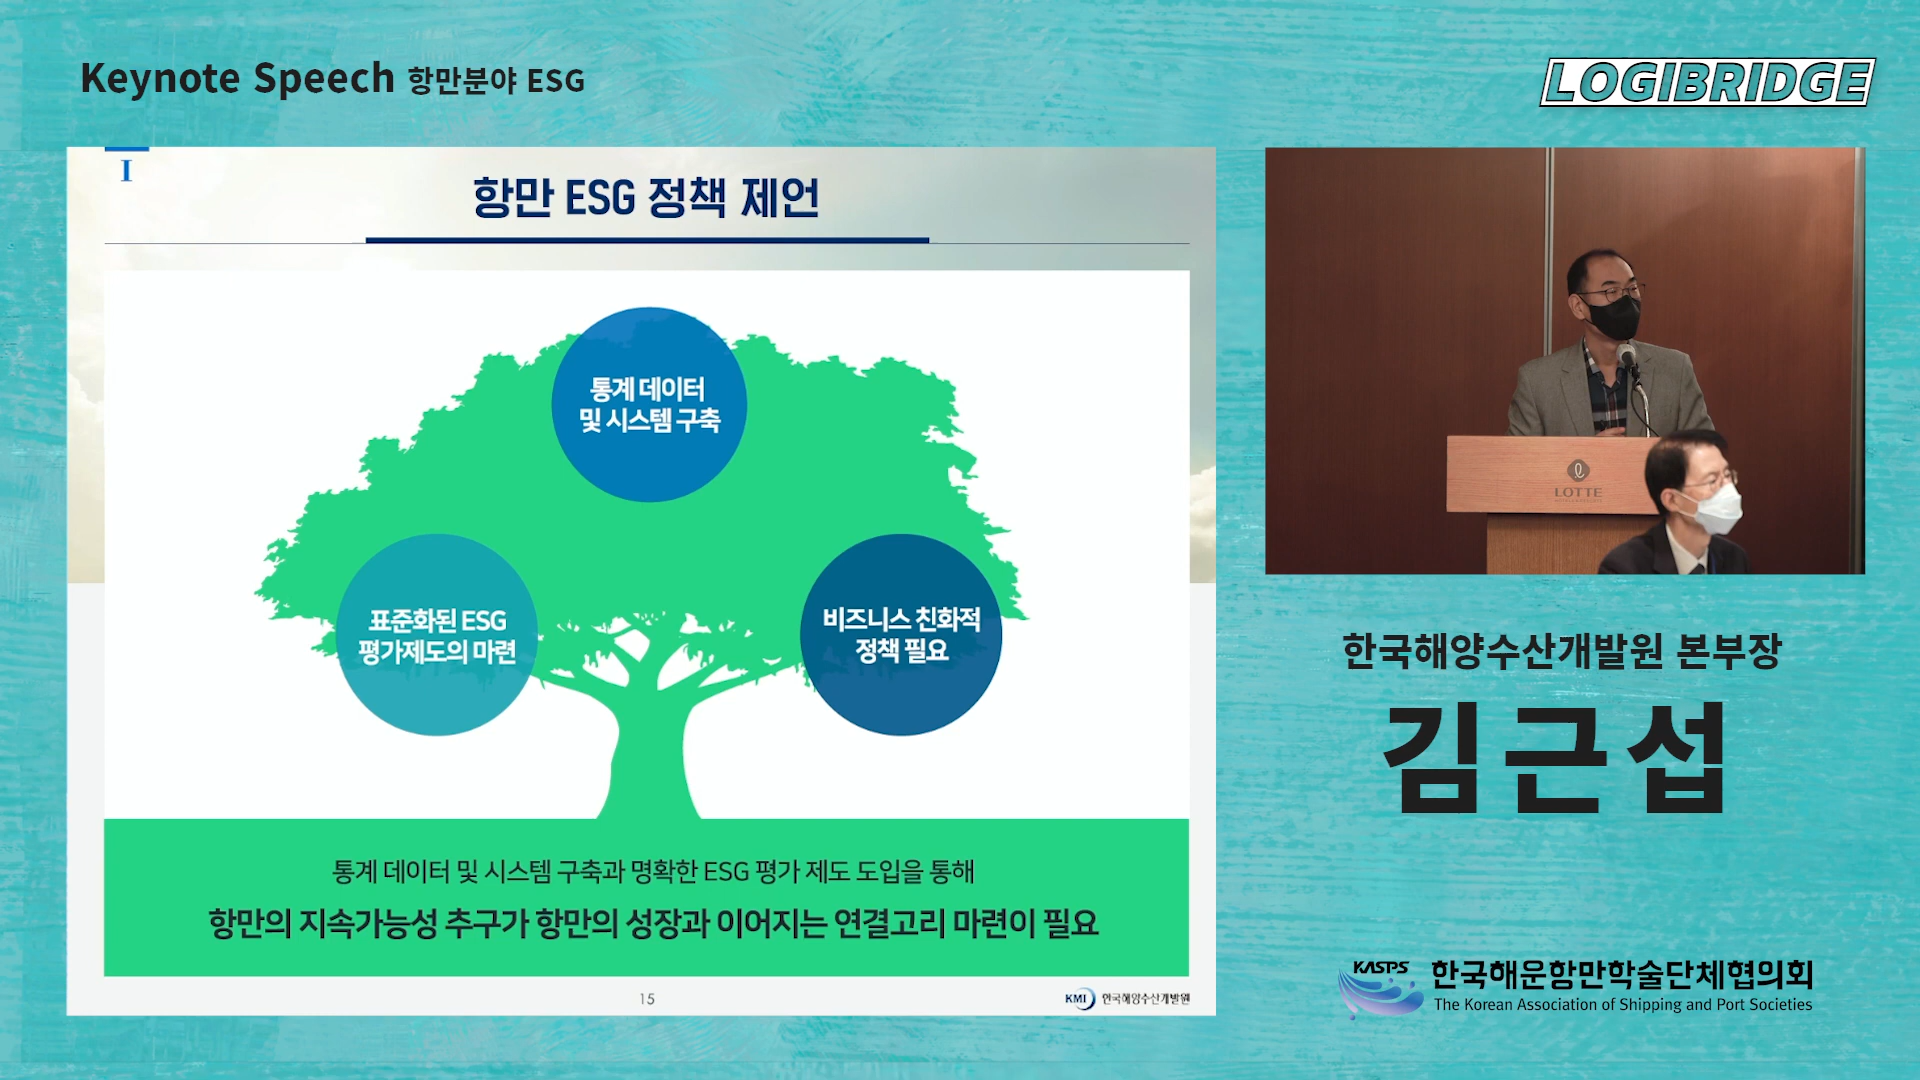 Keynote Speech 항만분야 ESG
LOGIBRIDGE
I
항만 ESG 정책 제언
통계 데이터
및 시스템 구축
표준화된 ESG
평가제도의 마련
비즈니스 친화적
정책 필요
통계 데이터 및 시스템 구축과 명확한 ESG 평가 제도 도입을 통해
항만의 지속가능성 추구가 항만의 성장과 이어지는 연결고리 마련이 필요
15
KMI 한국해양수산개발원
LOTTE
한국해양수산개발원 본부장
김근섭
KASPS 한국해운항만학술단체협의회
The Korean Association of Shipping and Port Societies